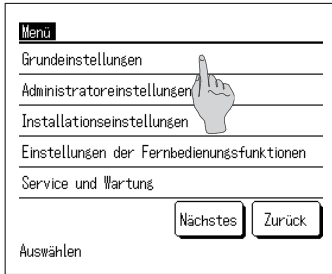 Menü
Grundeinstellungen
Administratoreinstellungen
Installationseinstellungen
Einstellungen der Fernbedienungsfunktionen
Service und Wartung
Nächstes Zurück
Auswählen